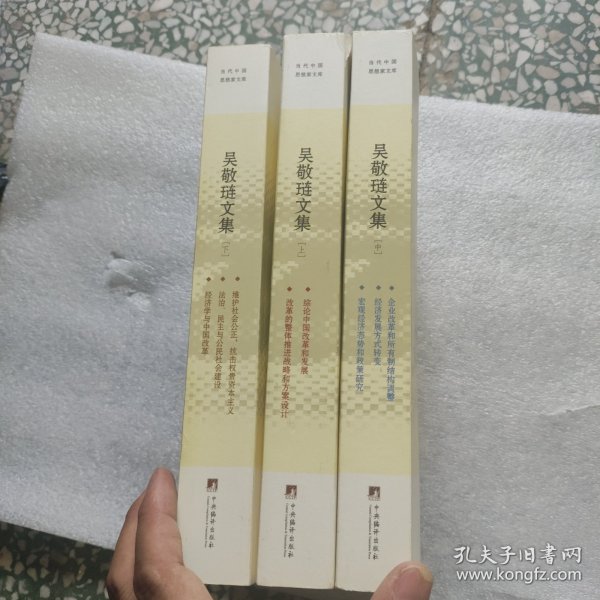 当代中国
思想家文库
吴敬琏文集
[下]
◆ 维护社会公正，抗击权贵资本主义
◆ 法治、民主与公民社会建设
◆ 经济学与中国改革
中央编译出版社
当代中国
思想家文库
吴敬琏文集
[上]
◆ 综论中国改革和发展
◆ 改革的整体推进战略和方案设计
中央编译出版社
当代中国
思想家文库
吴敬琏文集
[中]
◆ 企业改革和所有制结构调整
◆ 经济发展方式转变
◆ 宏观经济态势和政策研究
中央编译出版社
孔夫子旧书网
www.kongfz.com